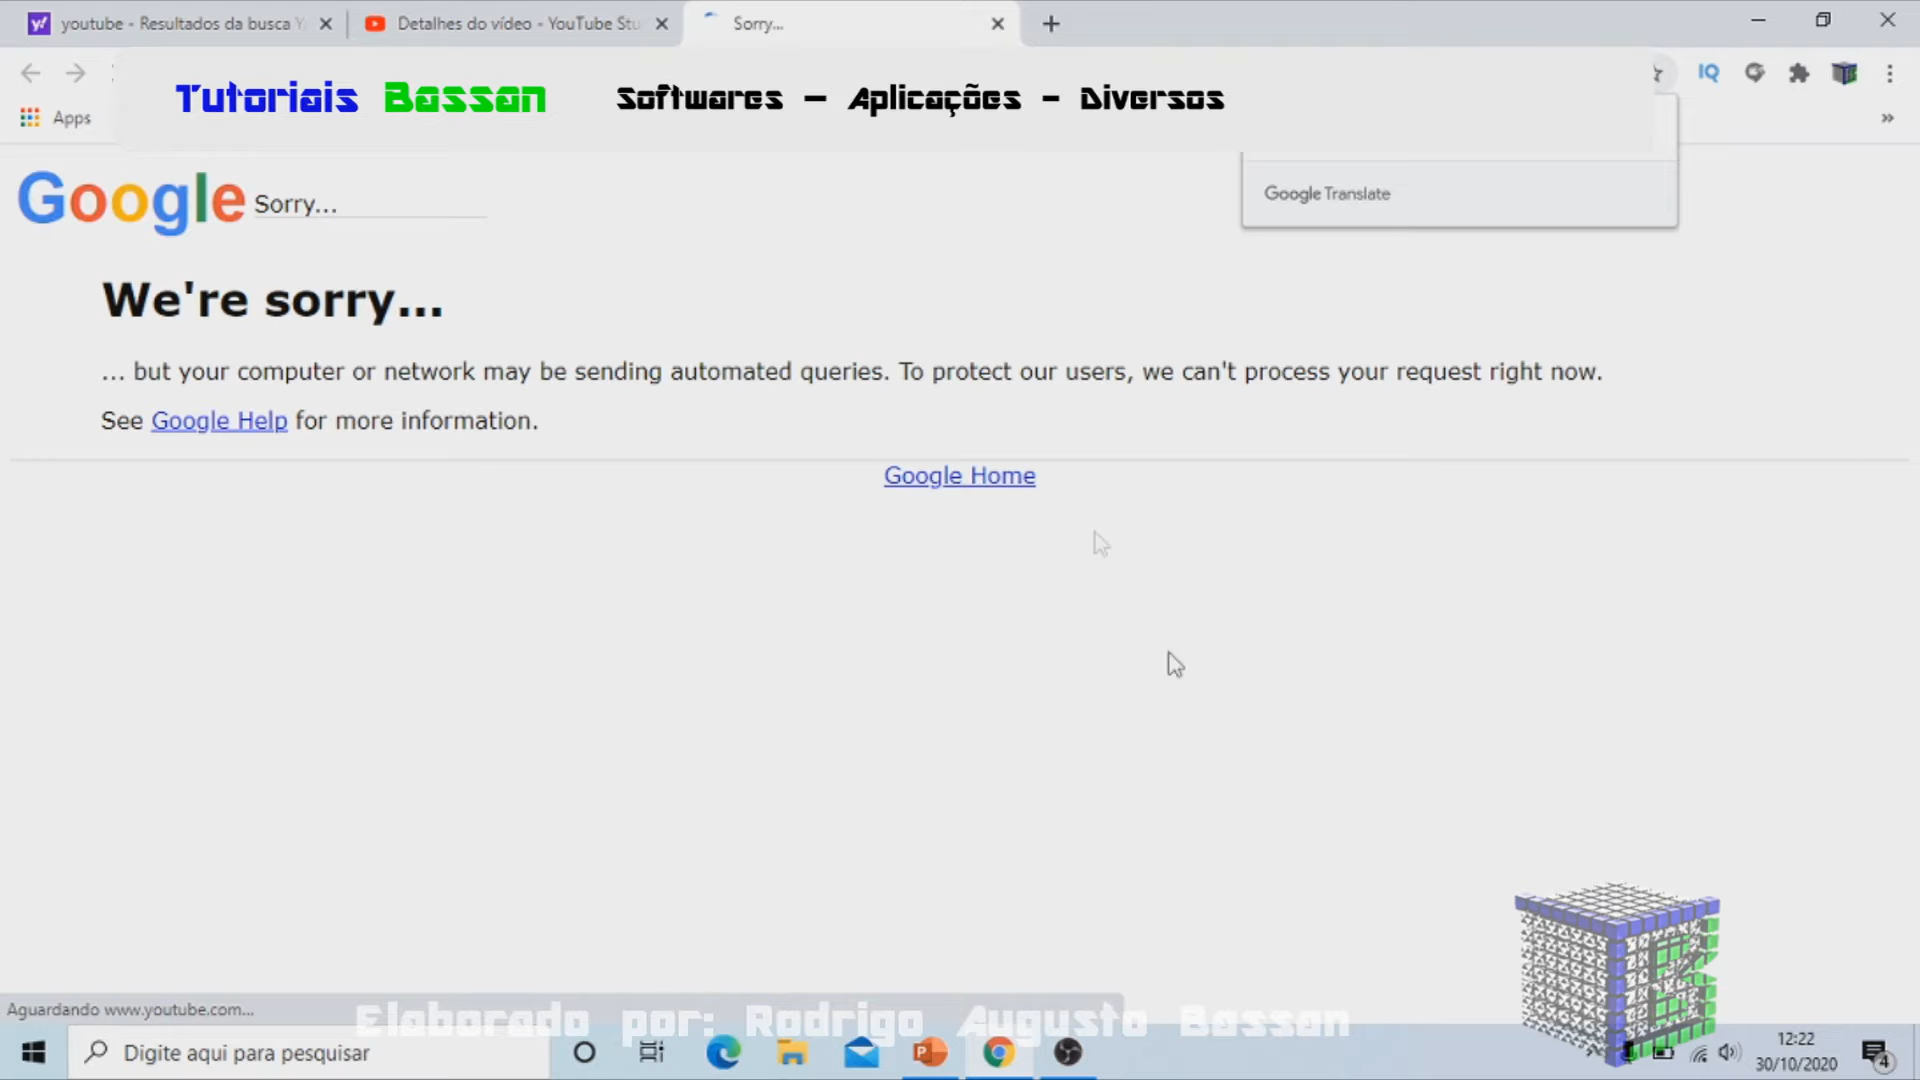 youtube - Resultados da busca Y
Detalhes do vídeo - YouTube Stu
Sorry...
Tutoriais Bassan
Softwares - Aplicações - Diversos
IQ
Apps
»
Google Translate
Google Sorry...
We're sorry...
... but your computer or network may be sending automated queries. To protect our users, we can't process your request right now.
See Google Help for more information.
Google Home
Aguardando www.youtube.com...
Elaborado por: Rodrigo Augusto Bassan
Digite aqui para pesquisar
12:22
30/10/2020
4